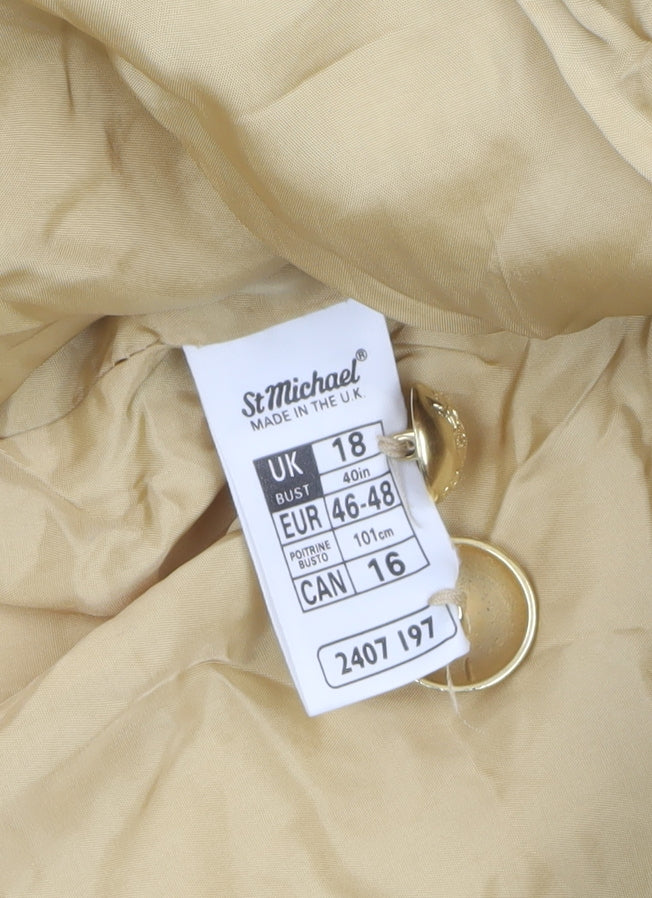 St Michael®
MADE IN THE U.K.
UK 18
BUST 40in
EUR 46-48
POITRINE
BUSTO 101cm
CAN 16
2407 197